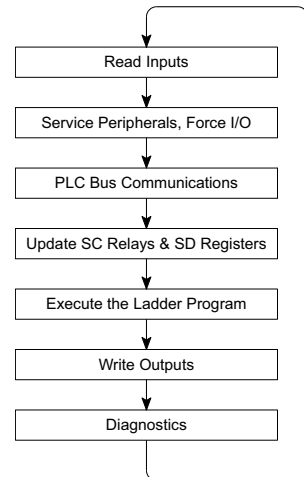 Read Inputs
Service Peripherals, Force I/O
PLC Bus Communications
Update SC Relays & SD Registers
Execute the Ladder Program
Write Outputs
Diagnostics